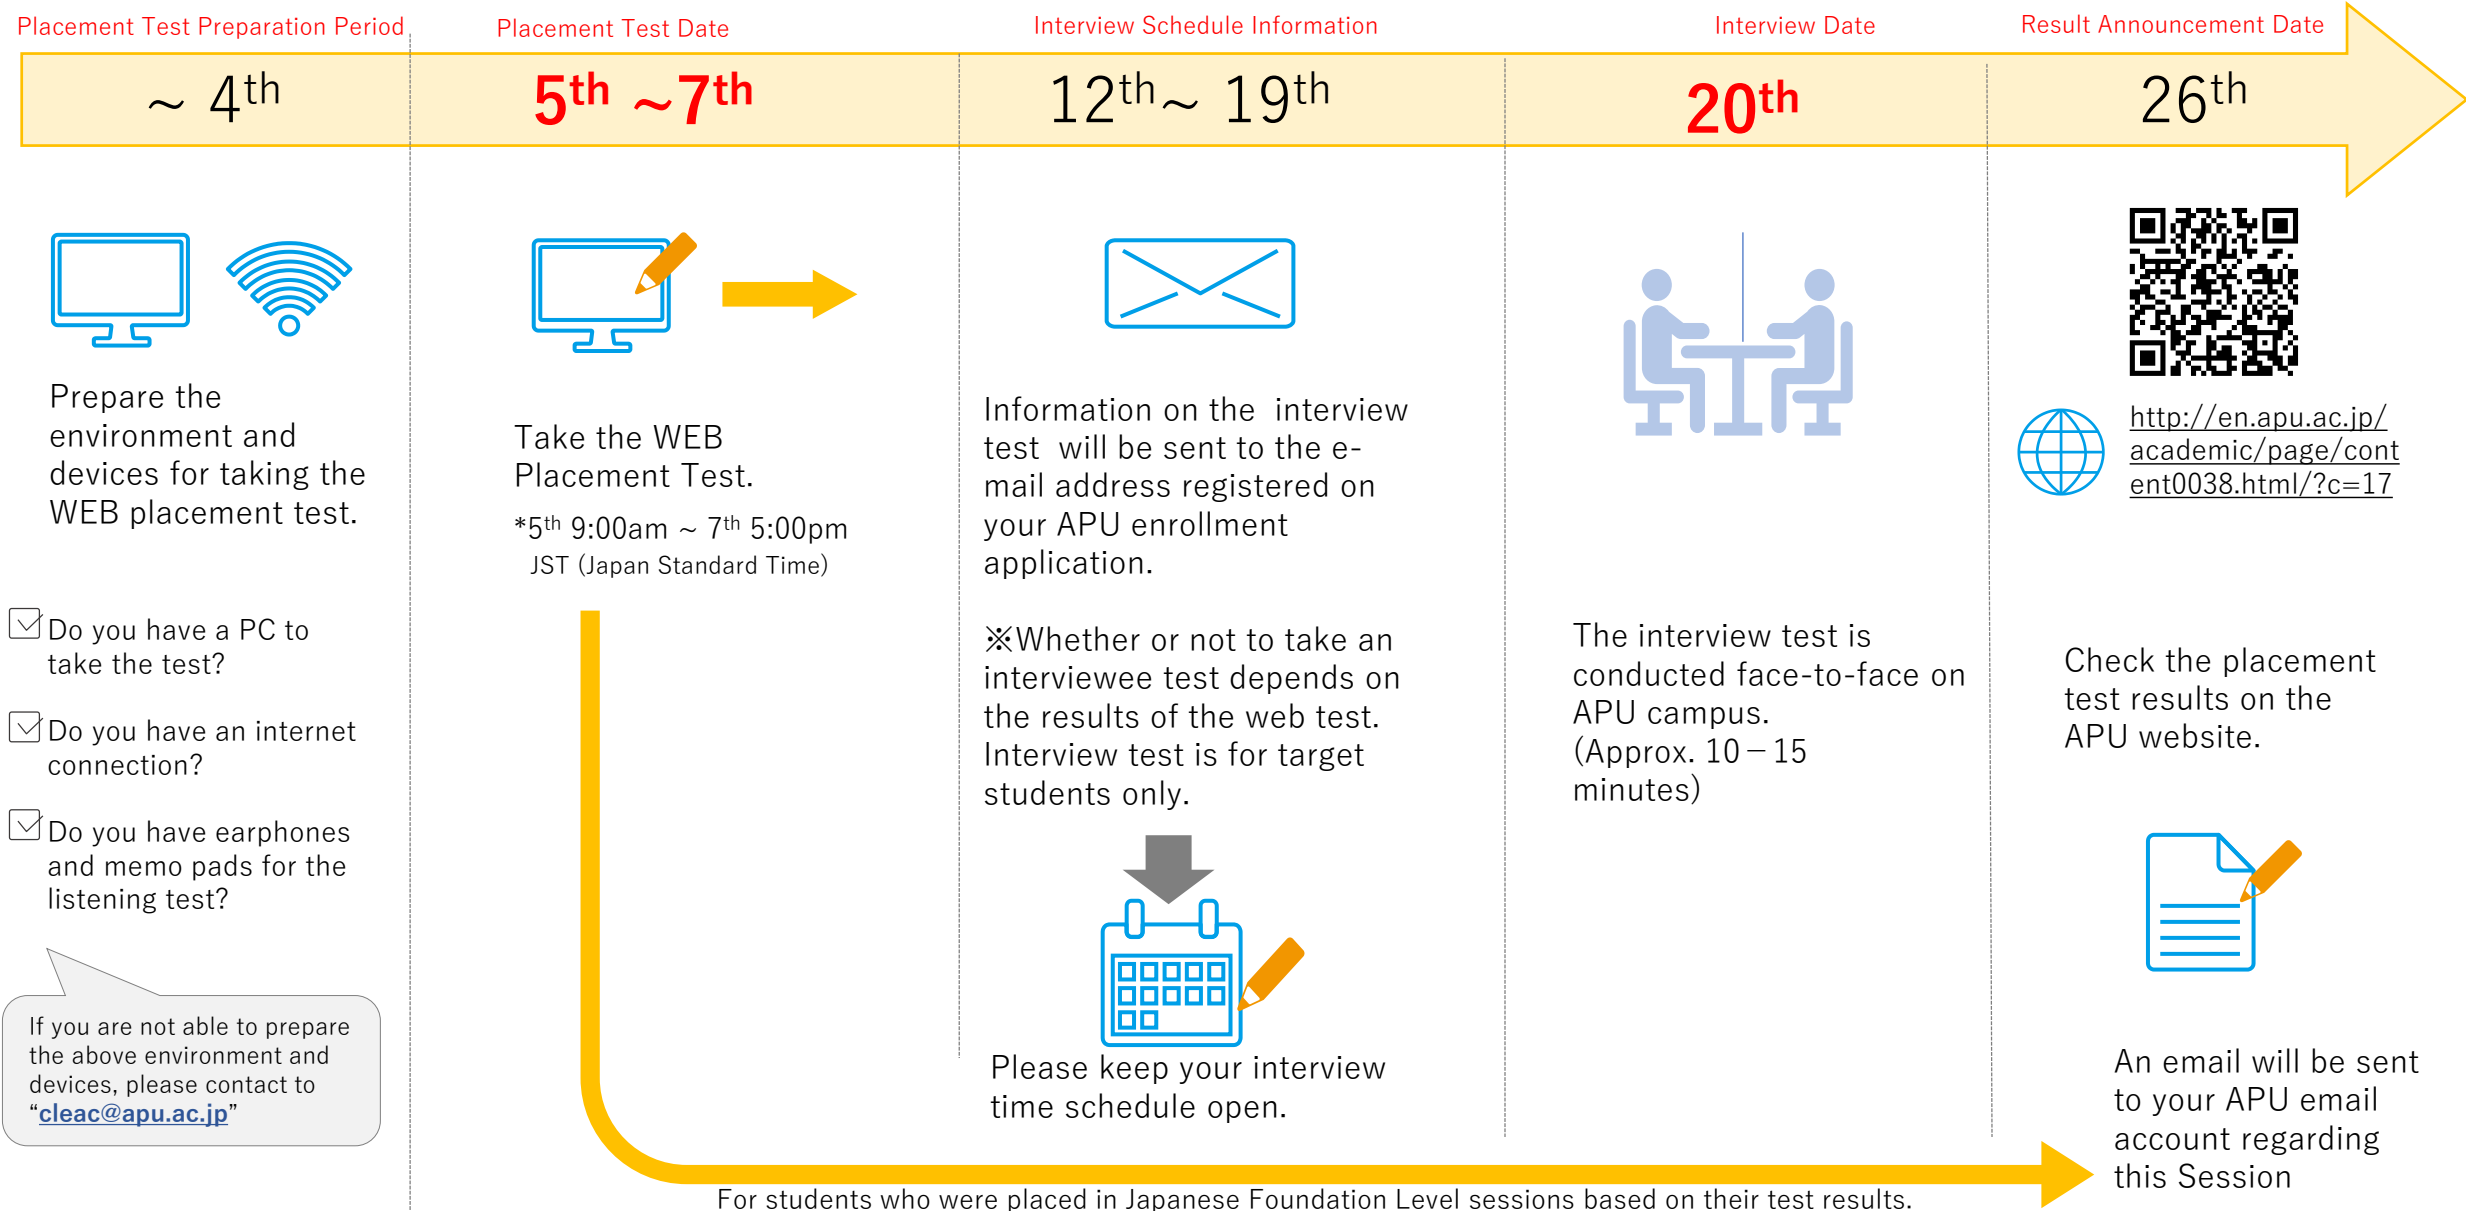 Placement Test Preparation Period
Placement Test Date
Interview Schedule Information
Interview Date
Result Announcement Date
~ 4th
5th ~7th
12th~ 19th
20th
26th
Prepare the
environment and
devices for taking the
WEB placement test.
Do you have a PC to
take the test?
Do you have an internet
connection?
Do you have earphones
and memo pads for the
listening test?
If you are not able to prepare
the above environment and
devices, please contact to
“cleac@apu.ac.jp”
Take the WEB
Placement Test.
*5th 9:00am ~ 7th 5:00pm
JST (Japan Standard Time)
Information on the interview
test will be sent to the e-
mail address registered on
your APU enrollment
application.
※Whether or not to take an
interviewee test depends on
the results of the web test.
Interview test is for target
students only.
Please keep your interview
time schedule open.
The interview test is
conducted face-to-face on
APU campus.
(Approx. 10－15
minutes)
http://en.apu.ac.jp/
academic/page/cont
ent0038.html/?c=17
Check the placement
test results on the
APU website.
An email will be sent
to your APU email
account regarding
this Session
For students who were placed in Japanese Foundation Level sessions based on their test results.